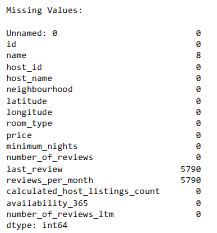 Missing Values:

Unnamed: 0 0
id 0
name 8
host_id 0
host_name 0
neighbourhood 0
latitude 0
longitude 0
room_type 0
price 0
minimum_nights 0
number_of_reviews 0
last_review 5790
reviews_per_month 5790
calculated_host_listings_count 0
availability_365 0
number_of_reviews_ltm 0
dtype: int64